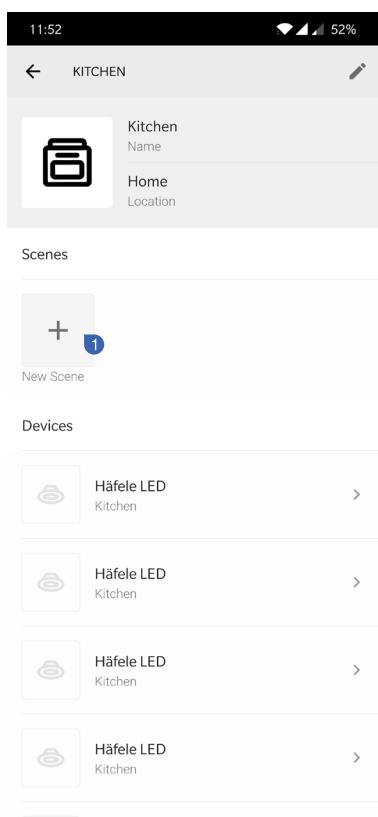 11:52 52%
KITCHEN
Kitchen
Name
Home
Location
Scenes
1
New Scene
Devices
Häfele LED
Kitchen
Häfele LED
Kitchen
Häfele LED
Kitchen
Häfele LED
Kitchen